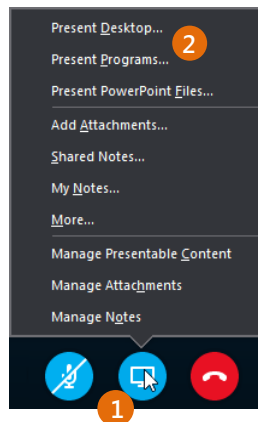 Present Desktop...
2
Present Programs...
Present PowerPoint Files...
Add Attachments...
Shared Notes...
My Notes...
More...
Manage Presentable Content
Manage Attachments
Manage Notes
1